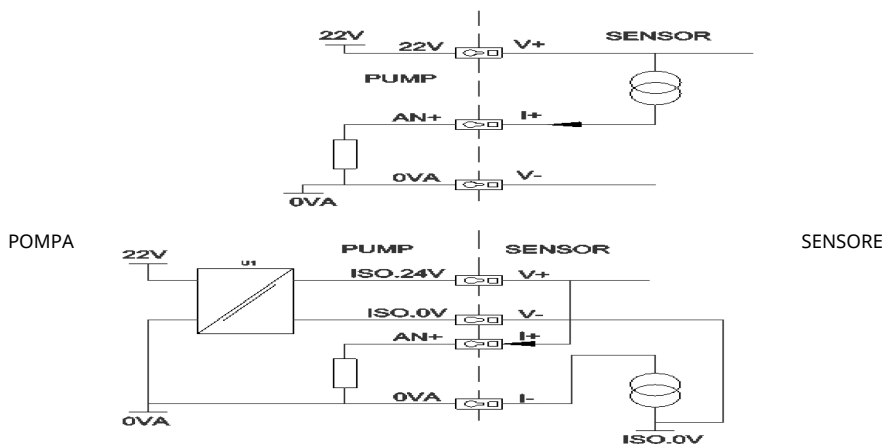 22V 22V V+ SENSOR
PUMP
AN+ I+
0VA V-
0VA
POMPA SENSORE
22V U1 PUMP SENSOR
ISO.24V V+
ISO.0V V-
AN+ I+
0VA I-
0VA
ISO.0V